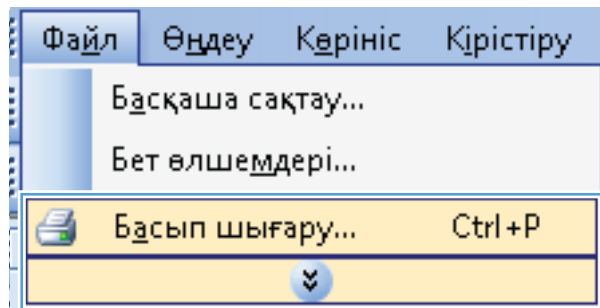 Файл Өңдеу Көрініс Кірістіру
Басқаша сақтау...
Бет өлшемдері...
Басып шығару... Ctrl+P